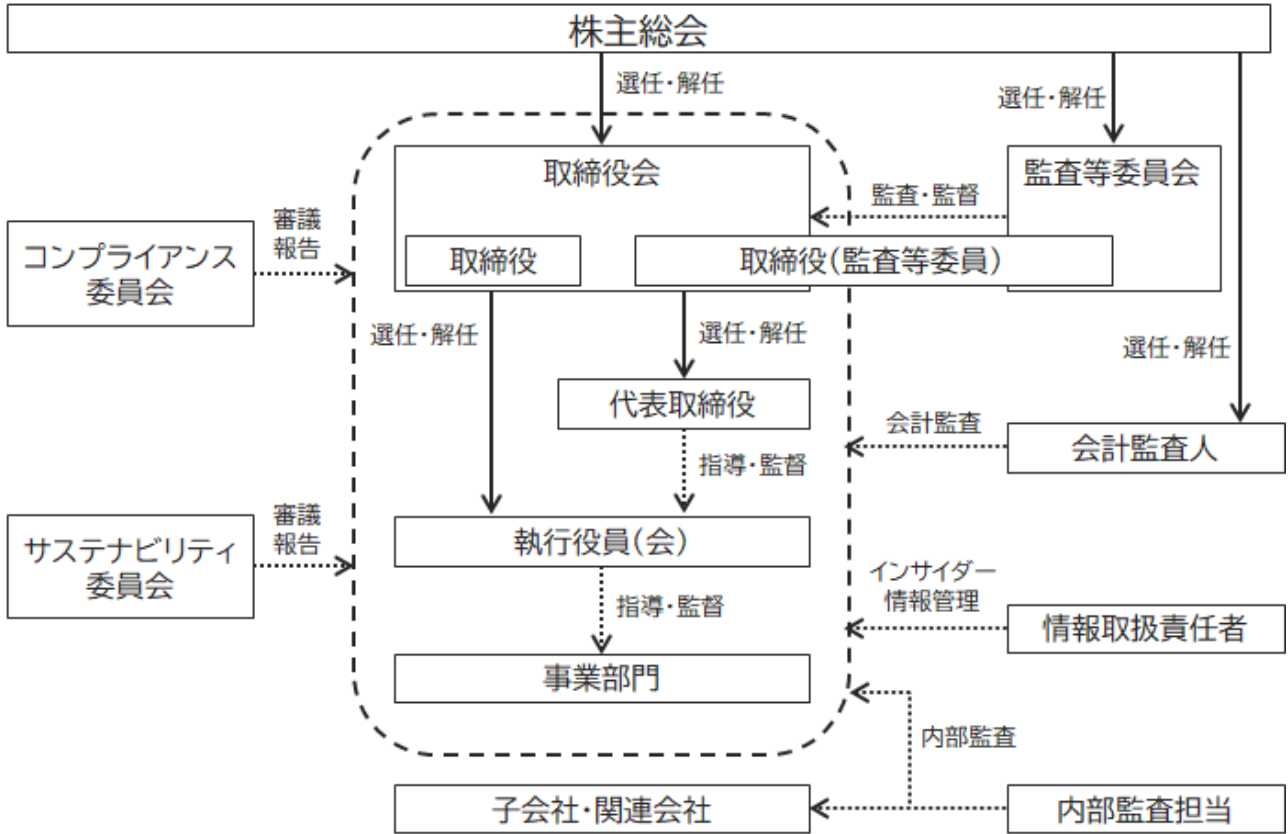 株主総会
選任・解任
選任・解任
取締役会
監査等委員会
監査・監督
コンプライアンス
委員会
審議
報告
取締役
取締役(監査等委員)
選任・解任
選任・解任
選任・解任
代表取締役
会計監査
会計監査人
指導・監督
サステナビリティ
委員会
審議
報告
執行役員(会)
インサイダー
情報管理
指導・監督
情報取扱責任者
事業部門
内部監査
子会社・関連会社
内部監査担当